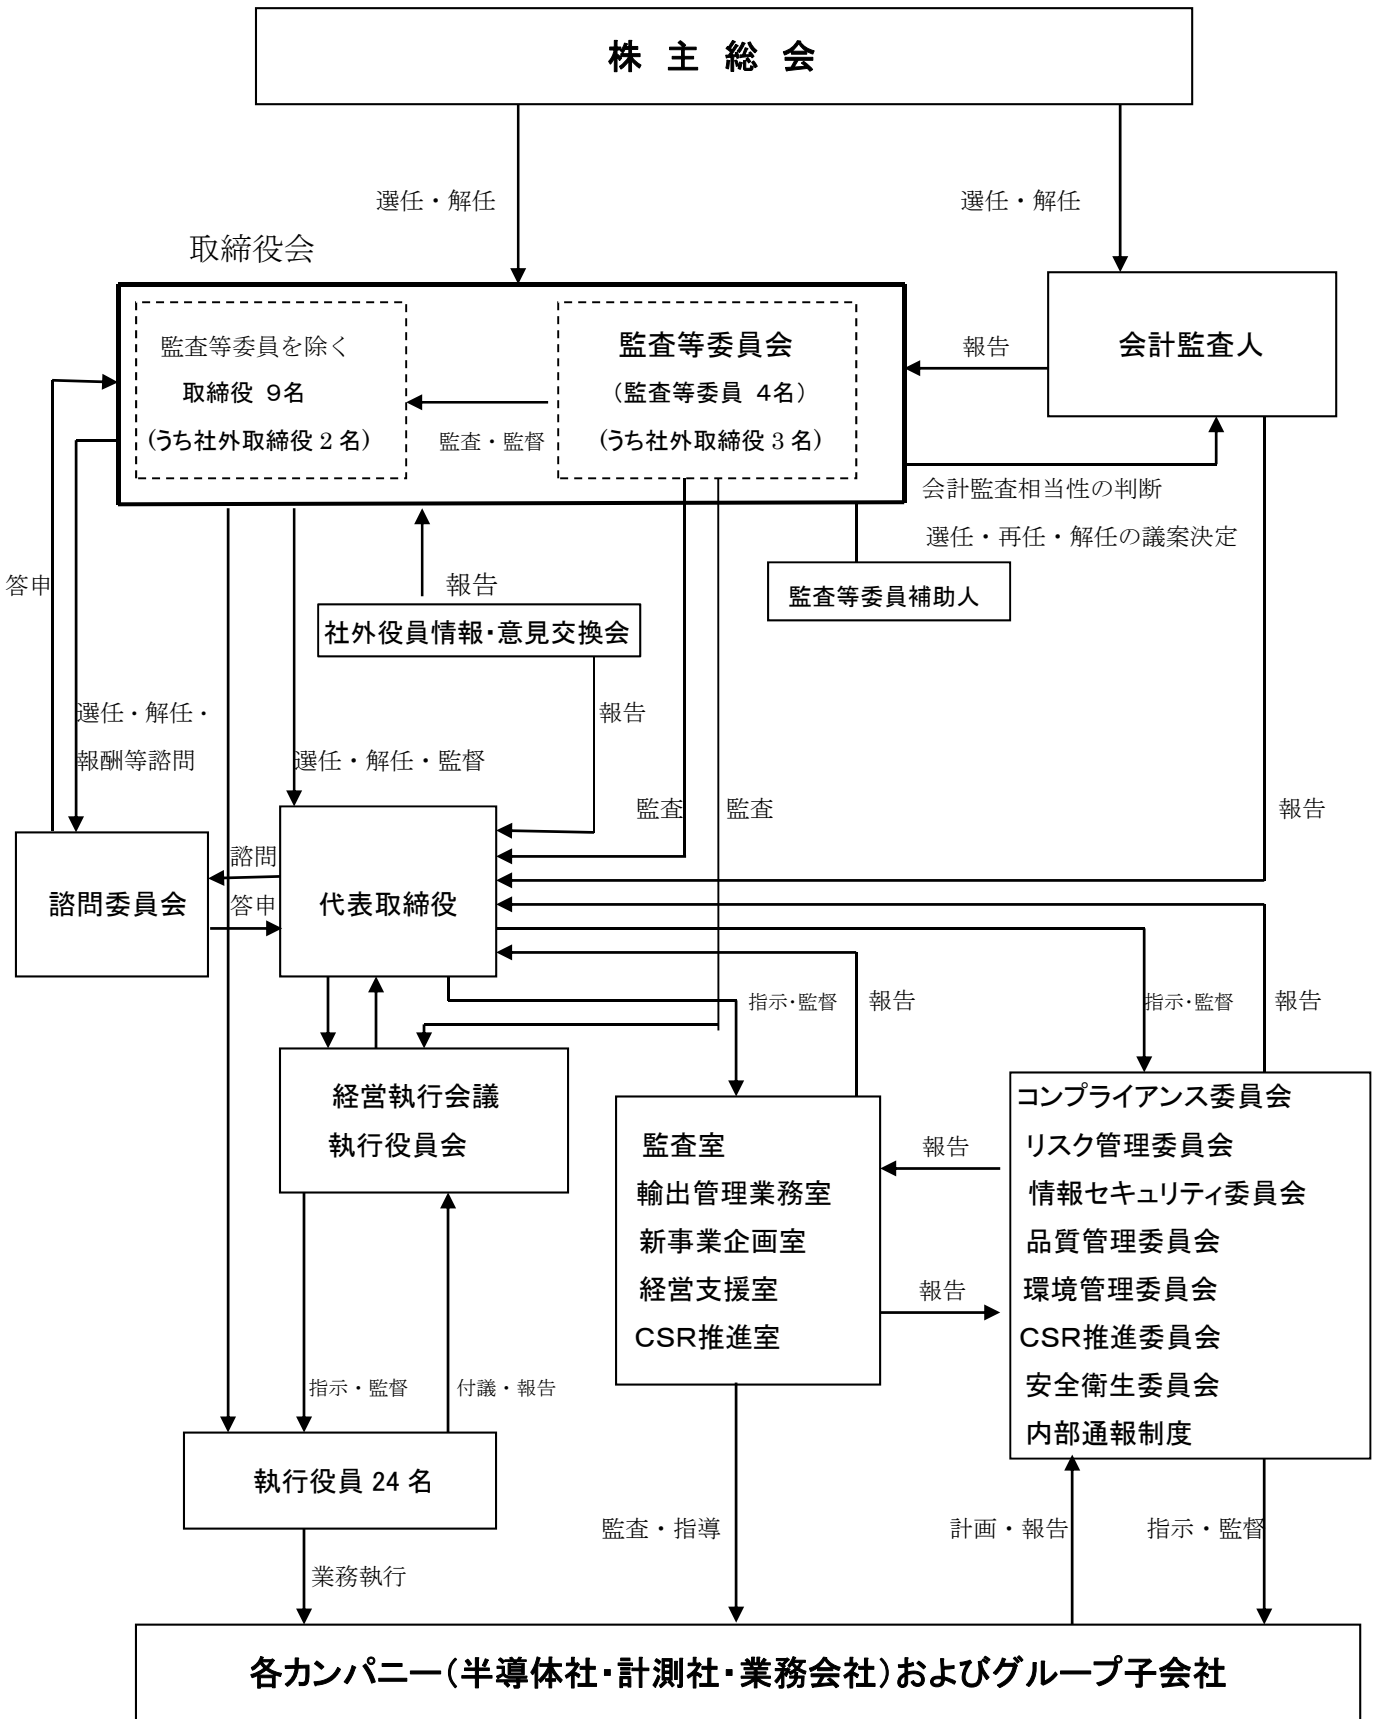 株 主 総 会
選任・解任
選任・解任
取締役会
監査等委員を除く
取締役 9名
(うち社外取締役 2 名)
監査・監督
監査等委員会
（監査等委員 4名）
(うち社外取締役 3 名)
報告
会計監査人
会計監査相当性の判断
選任・再任・解任の議案決定
監査等委員補助人
答申
報告
社外役員情報・意見交換会
選任・解任・
報酬等諮問
選任・解任・監督
報告
監査
監査
報告
諮問委員会
諮問
答申
代表取締役
指示・監督
報告
指示・監督
報告
経営執行会議
執行役員会
監査室
輸出管理業務室
新事業企画室
経営支援室
CSR推進室
報告
報告
コンプライアンス委員会
リスク管理委員会
情報セキュリティ委員会
品質管理委員会
環境管理委員会
CSR推進委員会
安全衛生委員会
内部通報制度
指示・監督
付議・報告
執行役員 24 名
業務執行
監査・指導
計画・報告
指示・監督
各カンパニー（半導体社・計測社・業務会社）およびグループ子会社